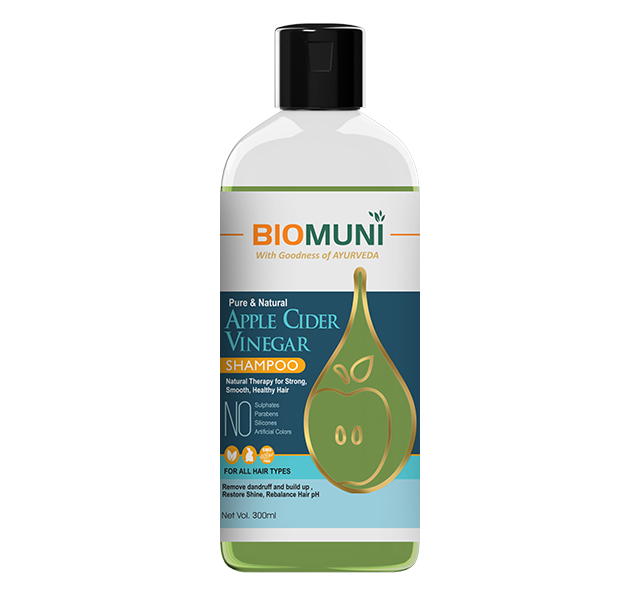 BIOMUNI
With Goodness of AYURVEDA
Pure & Natural
APPLE CIDER
VINEGAR
SHAMPOO
Natural Therapy for Strong,
Smooth, Healthy Hair
NO
Sulphates
Parabens
Silicones
Artificial Colors
FOR ALL HAIR TYPES
Remove dandruff and build up ,
Restore Shine, Rebalance Hair pH
Net Vol. 300ml